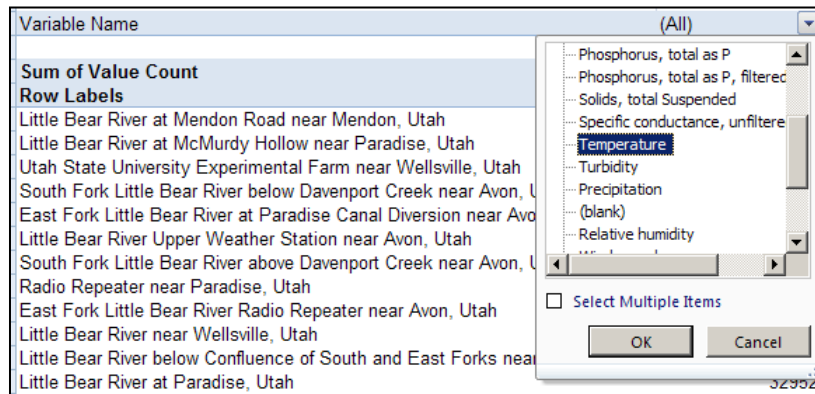 Variable Name (All)
Sum of Value Count
Row Labels
Little Bear River at Mendon Road near Mendon, Utah
Little Bear River at McMurdy Hollow near Paradise, Utah
Utah State University Experimental Farm near Wellsville, Utah
South Fork Little Bear River below Davenport Creek near Avon,
East Fork Little Bear River at Paradise Canal Diversion near Avo
Little Bear River Upper Weather Station near Avon, Utah
South Fork Little Bear River above Davenport Creek near Avon,
Radio Repeater near Paradise, Utah
East Fork Little Bear River Radio Repeater near Avon, Utah
Little Bear River near Wellsville, Utah
Little Bear River below Confluence of South and East Forks near
Little Bear River at Paradise, Utah
Phosphorus, total as P
Phosphorus, total as P, filtered
Solids, total Suspended
Specific conductance, unfiltere
Temperature
Turbidity
Precipitation
(blank)
Relative humidity
Select Multiple Items
OK Cancel